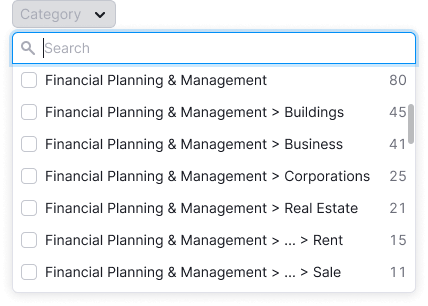 Category
Search
Financial Planning & Management 80
Financial Planning & Management > Buildings 45
Financial Planning & Management > Business 41
Financial Planning & Management > Corporations 25
Financial Planning & Management > Real Estate 21
Financial Planning & Management > ... > Rent 15
Financial Planning & Management > ... > Sale 11